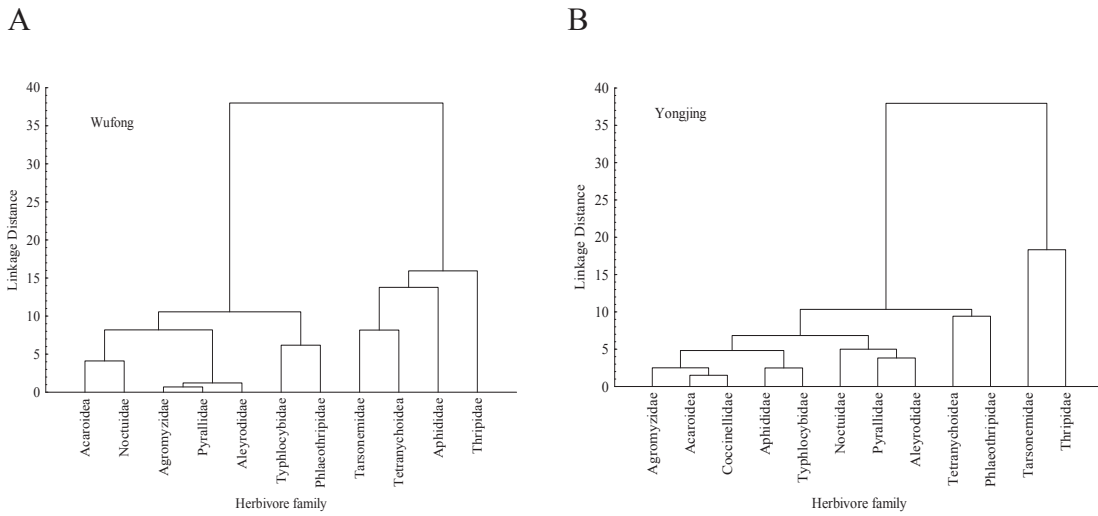 A
B
40
35
30
25
20
15
10
5
0
Linkage Distance
Wufong
Acaroidea
Noctuidae
Agromyzidae
Pyrallidae
Aleyrodidae
Typhlocybidae
Phlaeothripidae
Tarsonemidae
Tetranychoidea
Aphididae
Thripidae
Herbivore family
40
35
30
25
20
15
10
5
0
Linkage Distance
Yongjing
Agromyzidae
Acaroidea
Coccinellidae
Aphididae
Typhlocybidae
Noctuidae
Pyrallidae
Aleyrodidae
Tetranychoidea
Phlaeothripidae
Tarsonemidae
Thripidae
Herbivore family